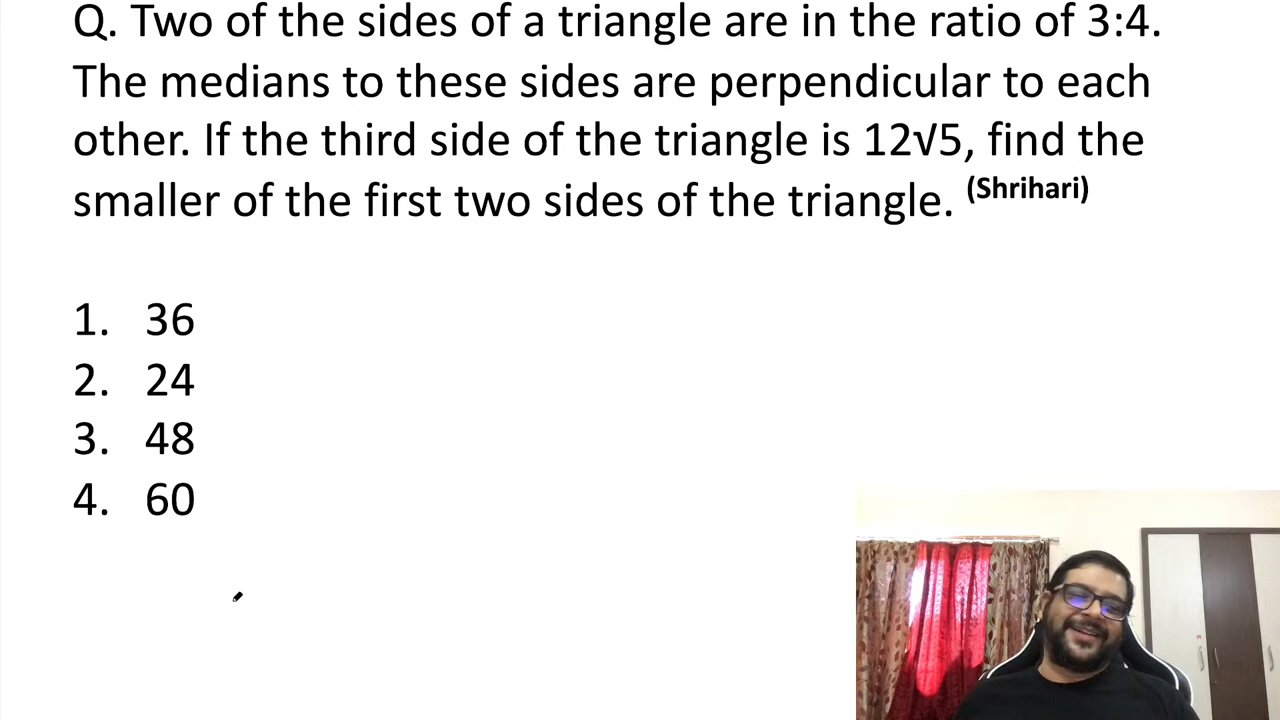 Q. Two of the sides of a triangle are in the ratio of 3:4.
The medians to these sides are perpendicular to each
other. If the third side of the triangle is 12√5, find the
smaller of the first two sides of the triangle. (Shrihari)
1. 36
2. 24
3. 48
4. 60